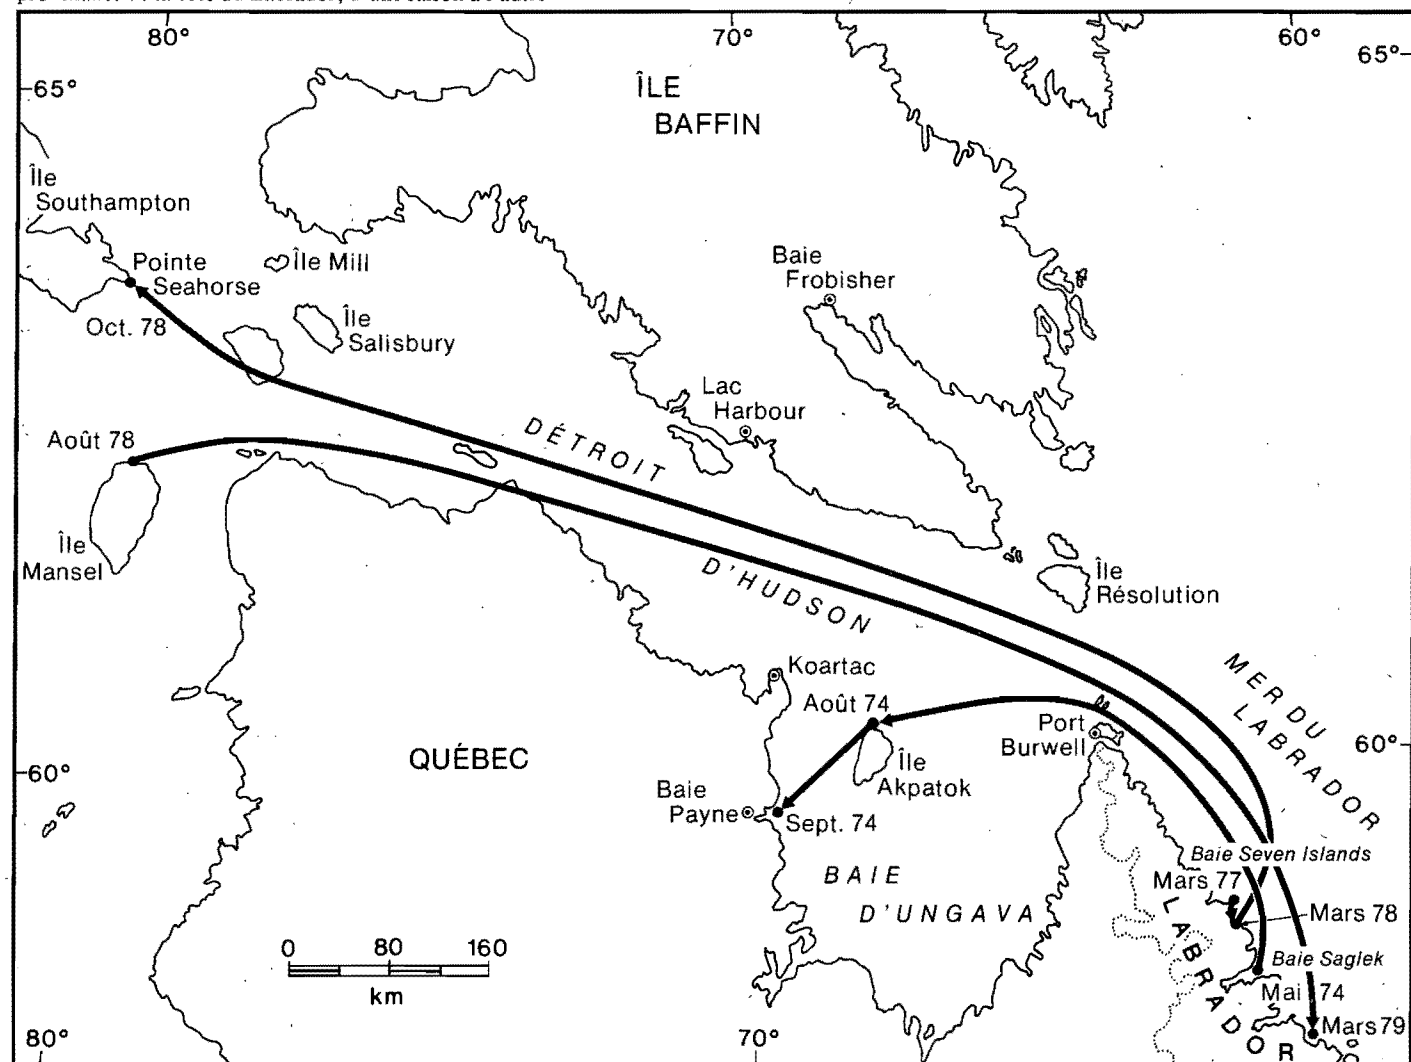 80°
70°
60°
65°
65°
ÎLE
BAFFIN
Île
Southampton
Pointe
Seahorse
Île Mill
Oct. 78
Île
Salisbury
Baie
Frobisher
Lac
Harbour
Août 78
DÉTROIT
D'HUDSON
Île
Mansel
Île
Résolution
MER DU
LABRADOR
Koartac
Août 74
Port
Burwell
60°
60°
QUÉBEC
Île
Akpatok
Baie
Payne
Sept. 74
Baie Seven Islands
BAIE
D'UNGAVA
Mars 77
Mars 78
LABRADOR
Baie Saglek
Mai 74
Mars 79
0 80 160
km
80°
70°